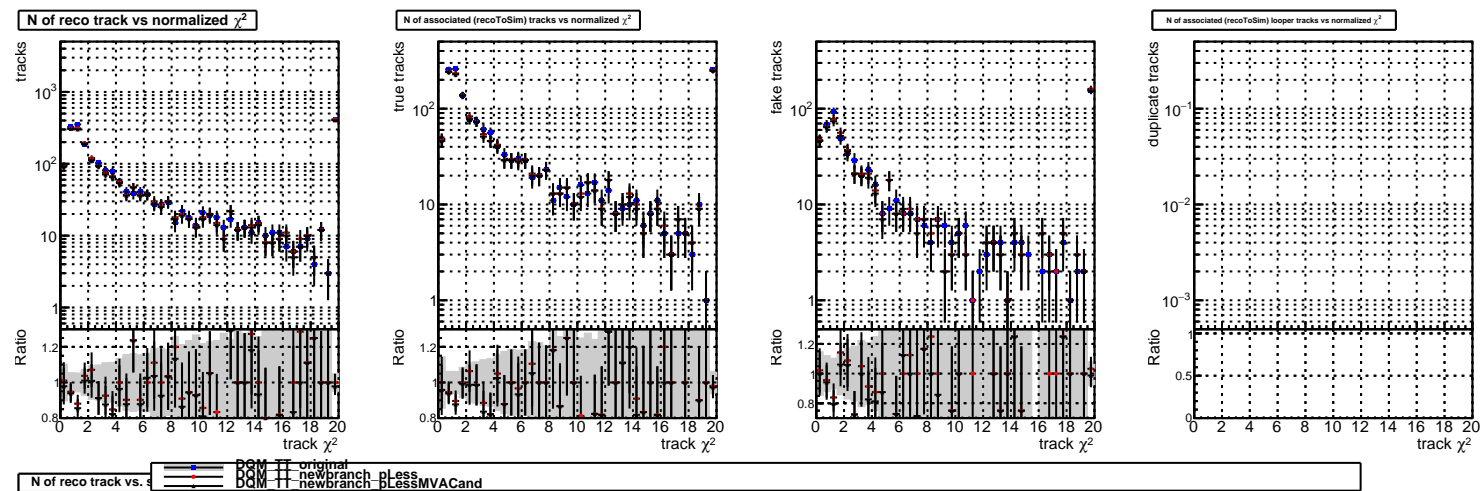 N of reco track vs normalized χ²
N of associated (recoToSim) tracks vs normalized χ²
N of associated (recoToSim) looper tracks vs normalized χ²
tracks
10³
10²
10
1
Ratio
1.2
1
0.8
0 2 4 6 8 10 12 14 16 18 20
track χ²
true tracks
10²
10
1
Ratio
1.2
1
0.8
0 2 4 6 8 10 12 14 16 18 20
track χ²
fake tracks
10²
10
1
Ratio
1.2
1
0.8
0 2 4 6 8 10 12 14 16 18 20
track χ²
duplicate tracks
10⁻¹
10⁻²
10⁻³
Ratio
1
0.5
0
0 2 4 6 8 10 12 14 16 18 20
track χ²
N of reco track vs.
DQM_TT_original
DQM_TT_newbranch_pLess
DQM_TT_newbranch_pLessMVACand